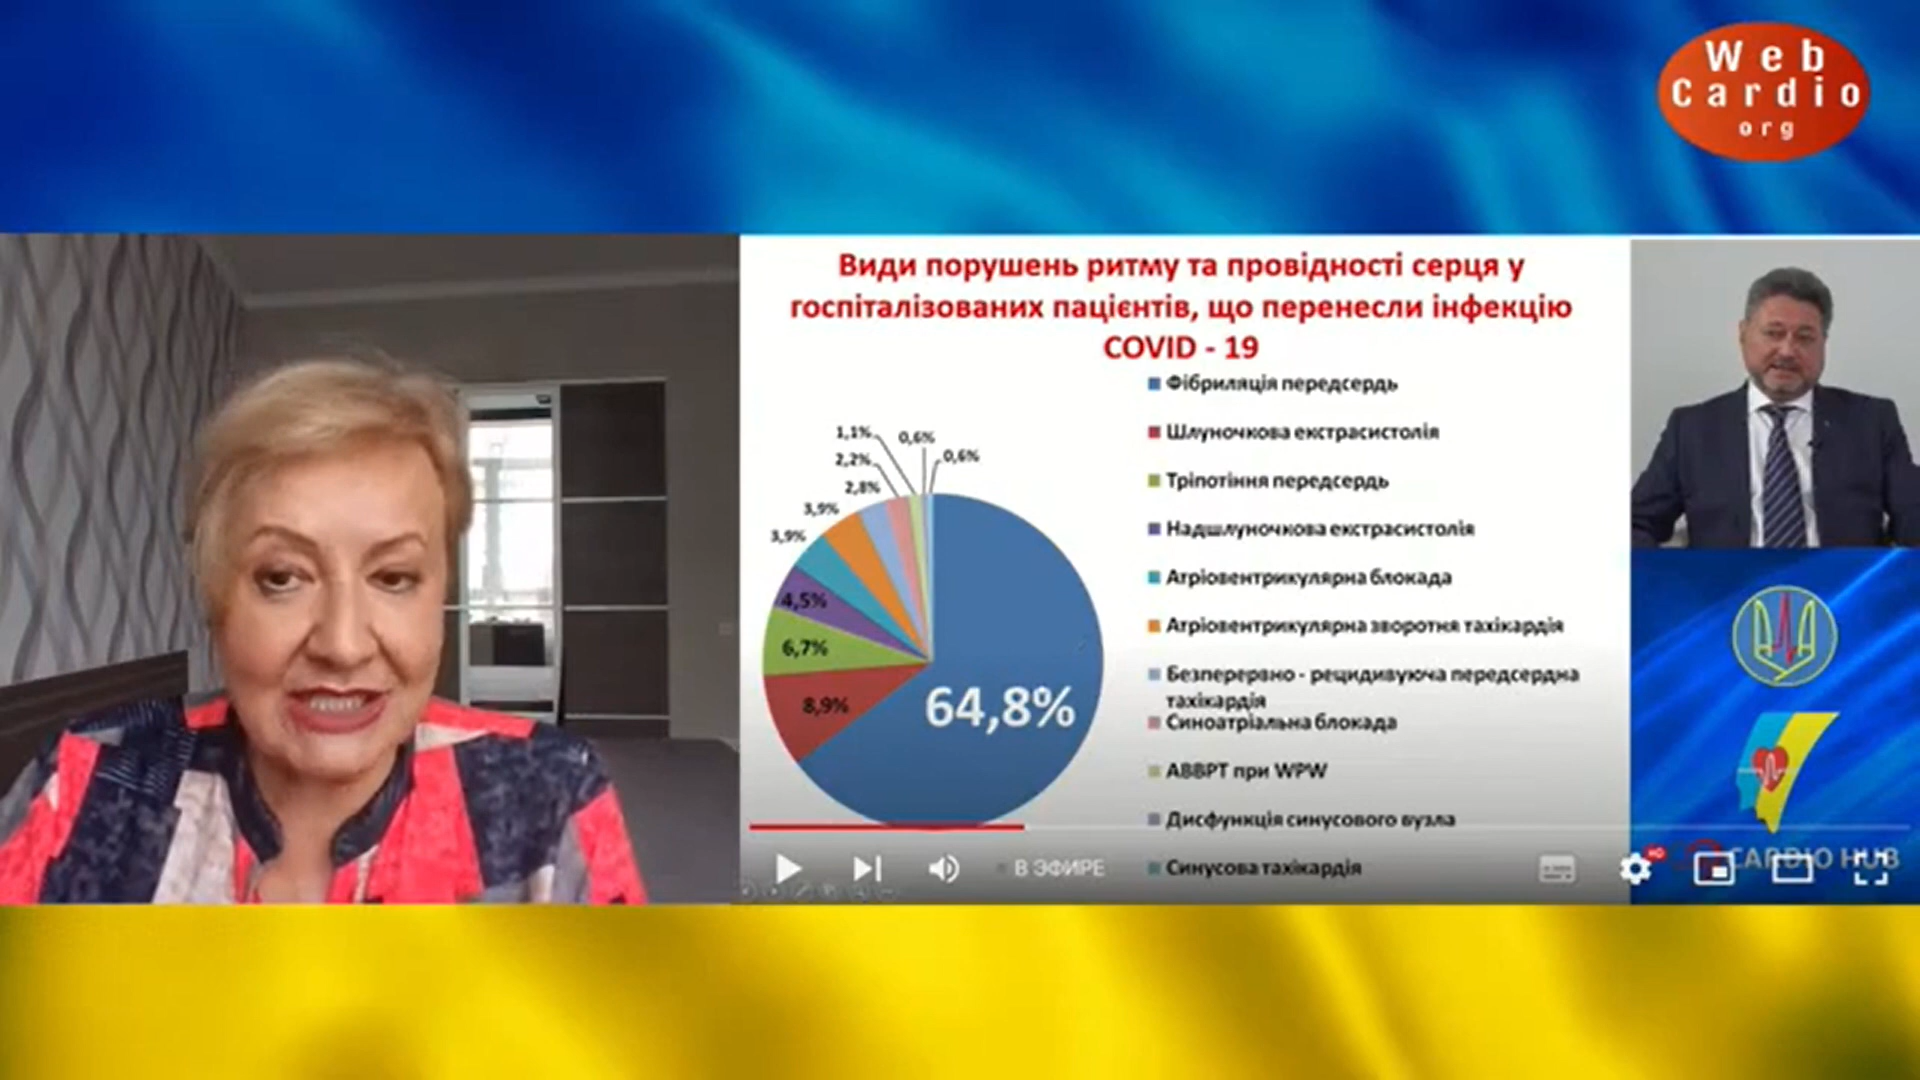 Web
Cardio
org
Види порушень ритму та провідності серця у
госпіталізованих пацієнтів, що перенесли інфекцію
COVID - 19
Фібриляція передсердь
Шлуночкова екстрасистолія
Тріпотіння передсердь
Надшлуночкова екстрасистолія
Атріовентрикулярна блокада
Атріовентрикулярна зворотня тахікардія
Безперервно - рецидивуюча передсердна
тахікардія
Синоатріальна блокада
АВВРТ при WPW
Дисфункція синусового вузла
Синусова тахікардія
1,1%
0,6%
0,6%
2,2%
2,8%
3,9%
3,9%
4,5%
6,7%
8,9%
64,8%
В ЭФИРЕ
HD
CARDIO HUB